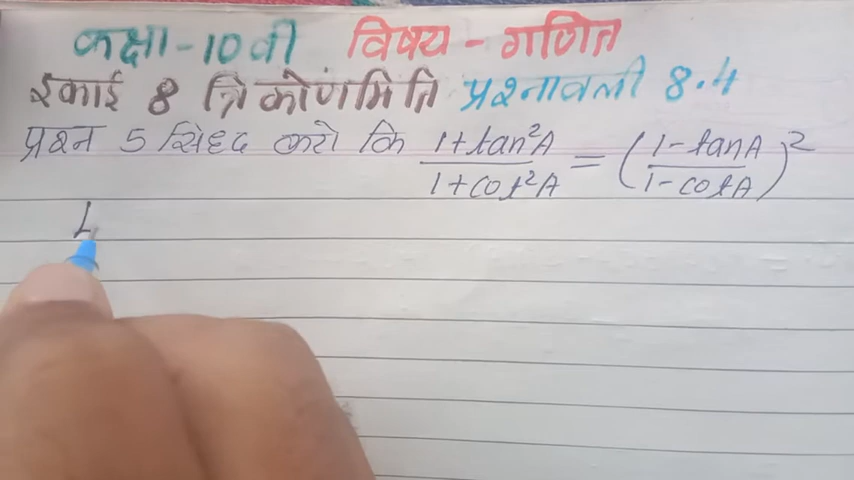 कक्षा-10वी विषय - गणित
इकाई 8 त्रिकोणमिति प्रश्नावली 8.4
प्रश्न 5 सिध्द करो कि (1+tan²A)/(1+cot²A) = ((1-tanA)/(1-cotA))²
L